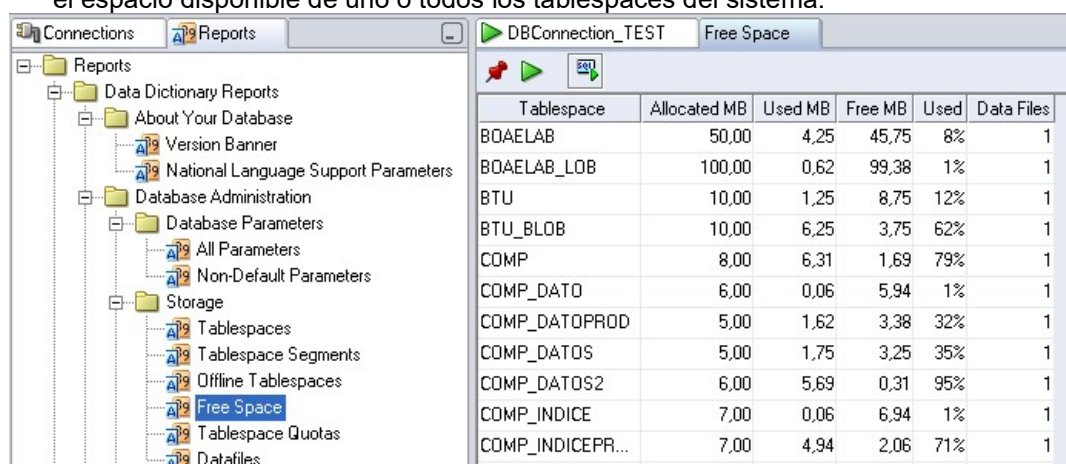 el espacio disponible de uno o todos los tablespaces del sistema.
Connections Reports
Reports
Data Dictionary Reports
About Your Database
Version Banner
National Language Support Parameters
Database Administration
Database Parameters
All Parameters
Non-Default Parameters
Storage
Tablespaces
Tablespace Segments
Offline Tablespaces
Free Space
Tablespace Quotas
Datafiles
DBConnection_TEST Free Space
SQL
Tablespace Allocated MB Used MB Free MB Used Data Files
BOAELAB 50,00 4,25 45,75 8% 1
BOAELAB_LOB 100,00 0,62 99,38 1% 1
BTU 10,00 1,25 8,75 12% 1
BTU_BLOB 10,00 6,25 3,75 62% 1
COMP 8,00 6,31 1,69 79% 1
COMP_DATO 6,00 0,06 5,94 1% 1
COMP_DATOPROD 5,00 1,62 3,38 32% 1
COMP_DATOS 5,00 1,75 3,25 35% 1
COMP_DATOS2 6,00 5,69 0,31 95% 1
COMP_INDICE 7,00 0,06 6,94 1% 1
COMP_INDICEPR... 7,00 4,94 2,06 71% 1